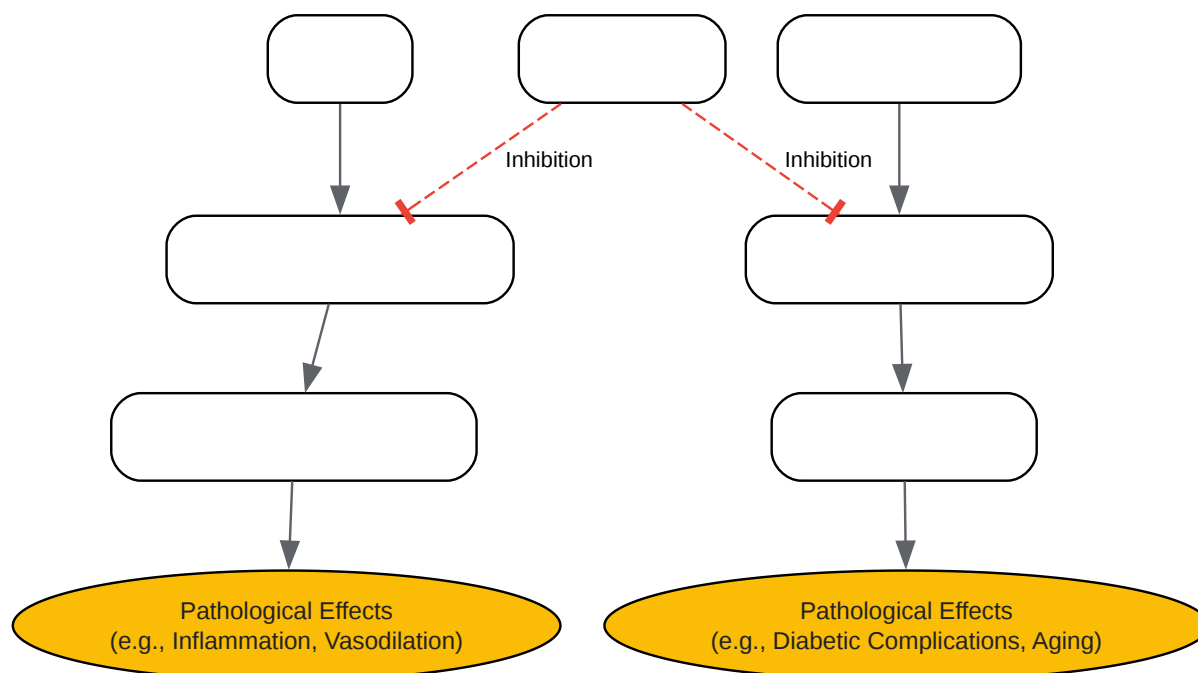 Inhibition
Inhibition
Pathological Effects
(e.g., Inflammation, Vasodilation)
Pathological Effects
(e.g., Diabetic Complications, Aging)